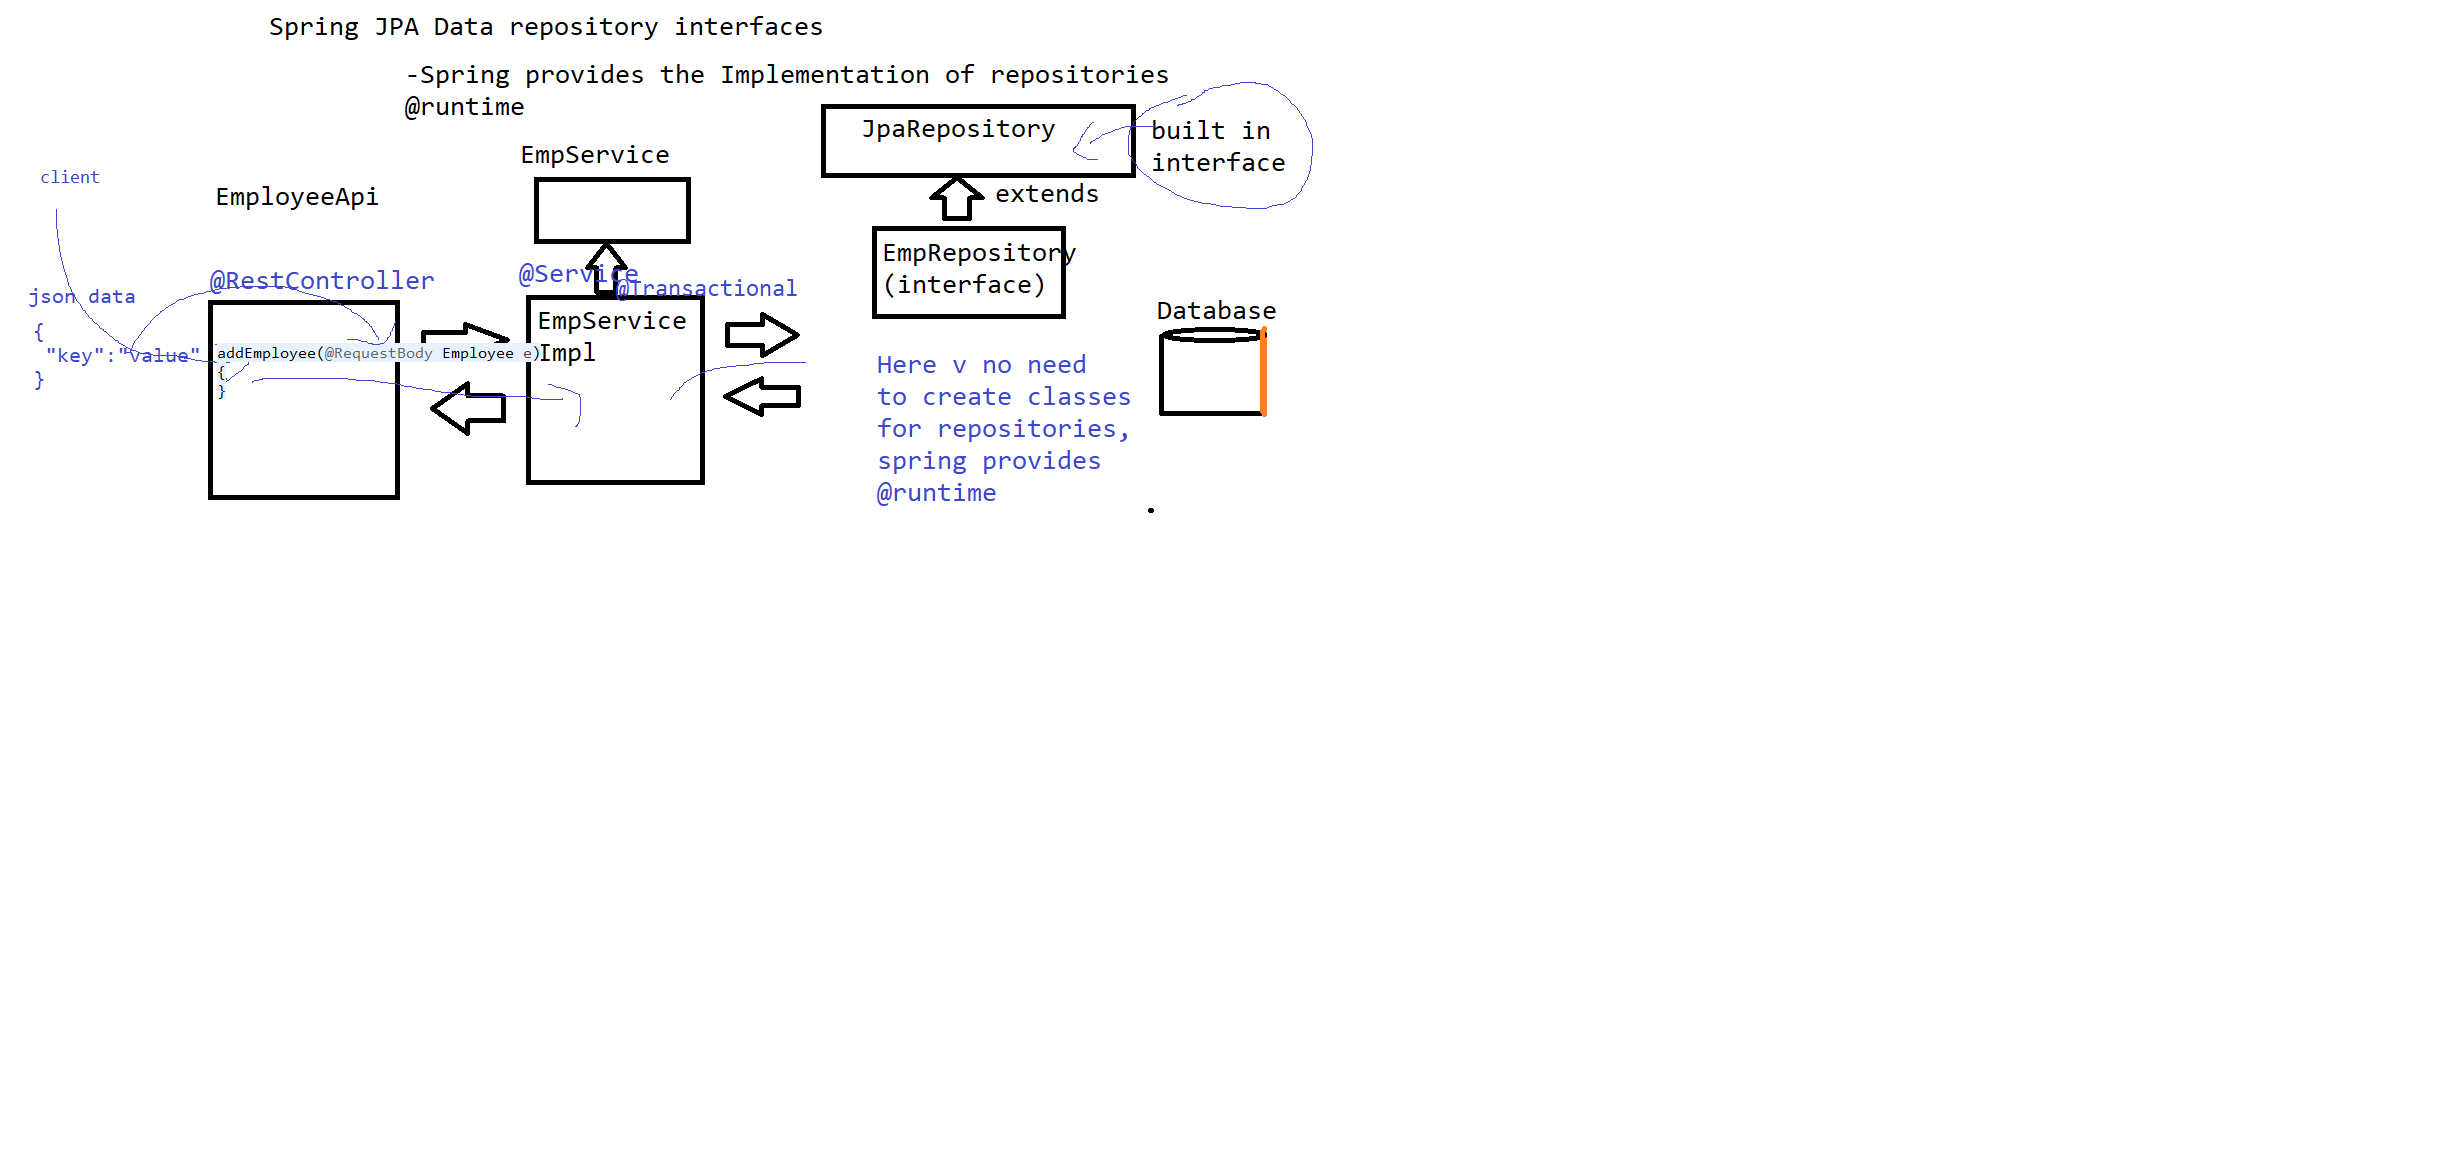 Spring JPA Data repository interfaces
-Spring provides the Implementation of repositories
@runtime
JpaRepository
built in
interface
EmpService
client
EmployeeApi
extends
EmpRepository
(interface)
@RestController
@Service
@Transactional
json data
{
"key":"value"
}
addEmployee(@RequestBody Employee e)
{
}
EmpService
Impl
Database
Here v no need
to create classes
for repositories,
spring provides
@runtime